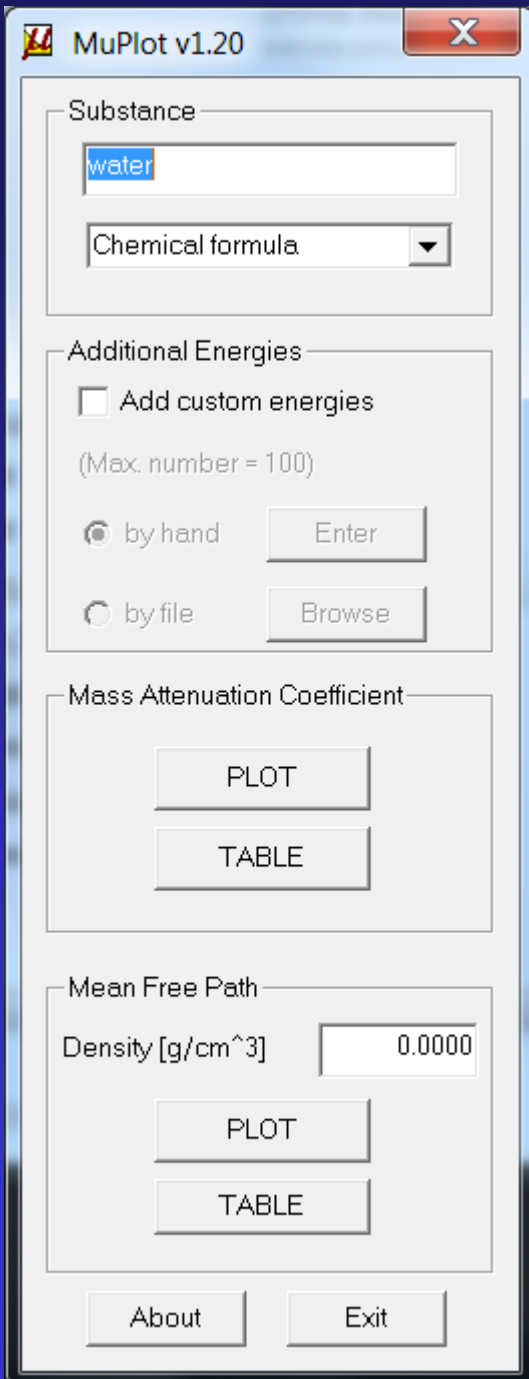 MuPlot v1.20
Substance
water
Chemical formula
Additional Energies
Add custom energies
(Max. number = 100)
by hand Enter
by file Browse
Mass Attenuation Coefficient
PLOT
TABLE
Mean Free Path
Density [g/cm^3] 0.0000
PLOT
TABLE
About Exit